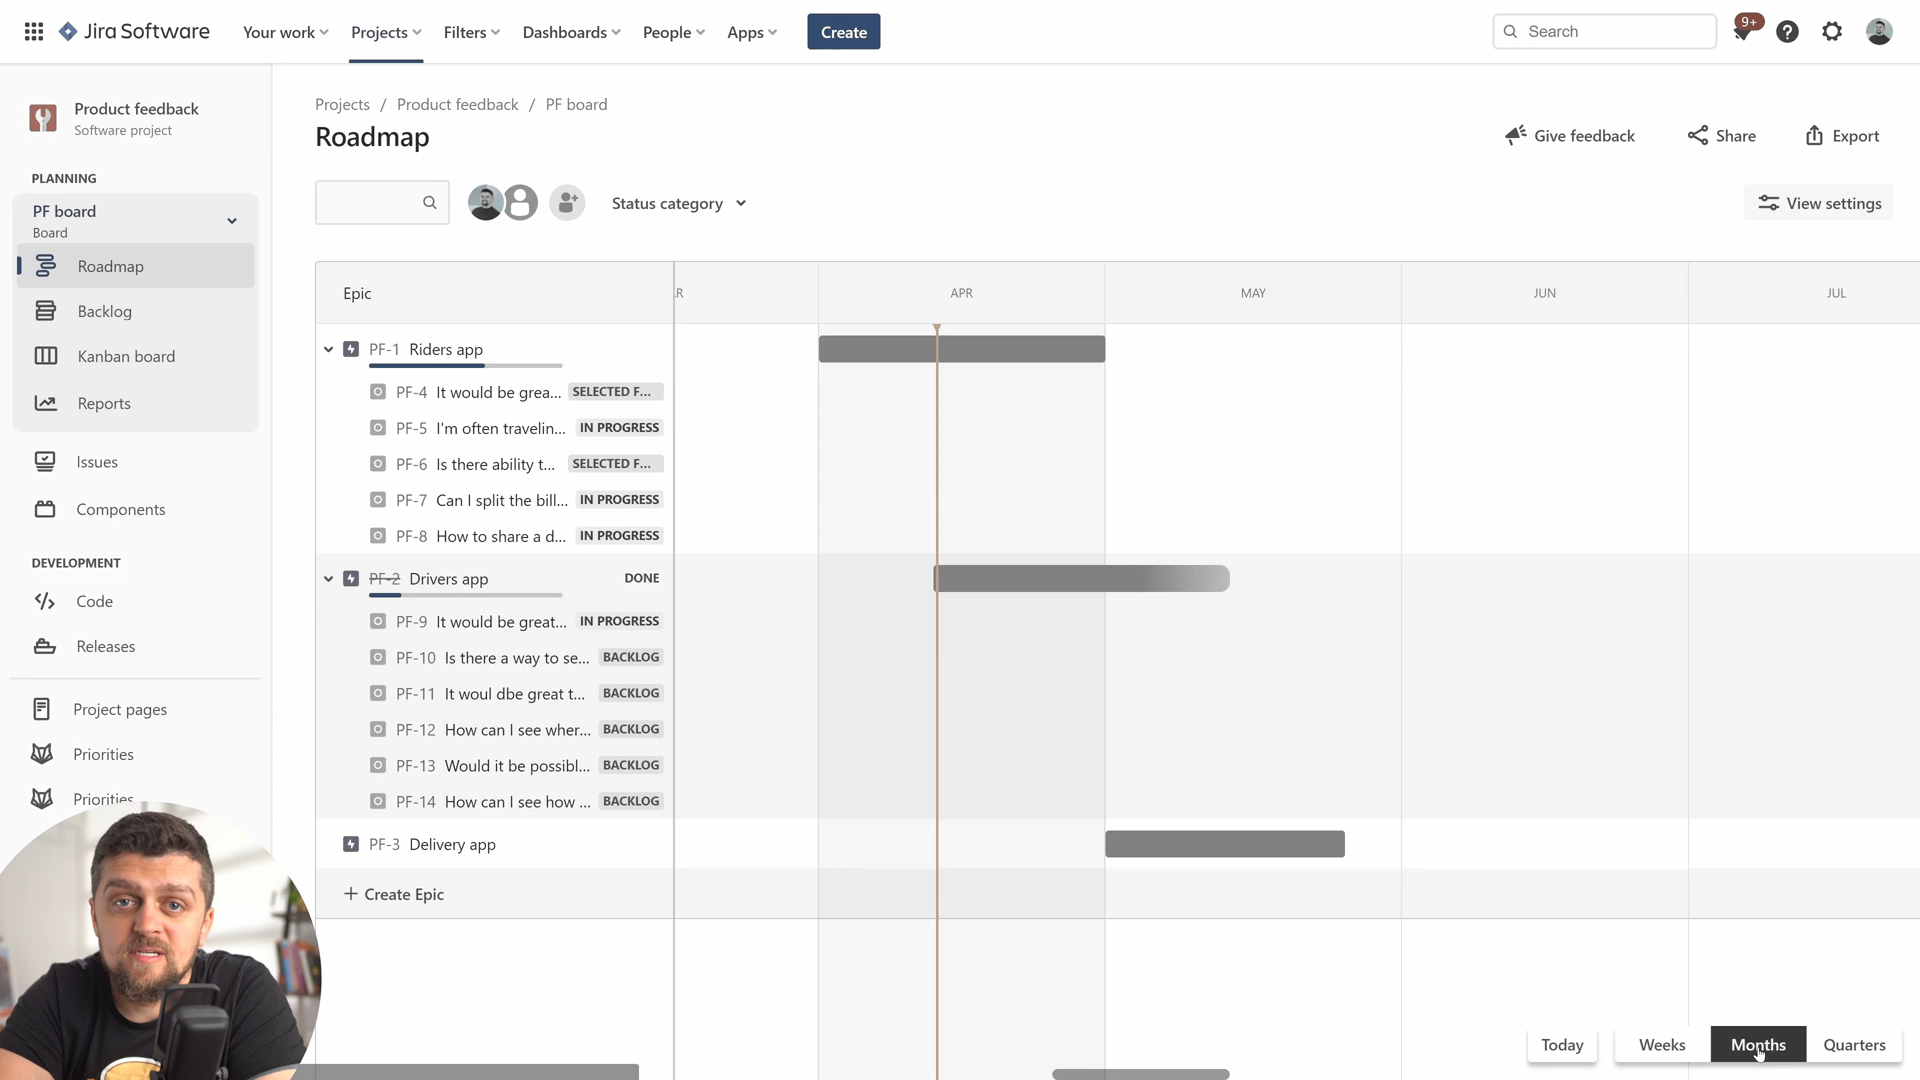 Jira Software
Your work
Projects
Filters
Dashboards
People
Apps
Create
Search
9+
Product feedback
Software project
PLANNING
PF board
Board
Roadmap
Backlog
Kanban board
Reports
Issues
Components
DEVELOPMENT
Code
Releases
Project pages
Priorities
Priorities
Projects / Product feedback / PF board
Roadmap
Give feedback
Share
Export
Status category
View settings
Epic
R
APR
MAY
JUN
JUL
PF-1 Riders app
PF-4 It would be grea... SELECTED F...
PF-5 I'm often travelin... IN PROGRESS
PF-6 Is there ability t... SELECTED F...
PF-7 Can I split the bill... IN PROGRESS
PF-8 How to share a d... IN PROGRESS
PF-2 Drivers app DONE
PF-9 It would be great... IN PROGRESS
PF-10 Is there a way to se... BACKLOG
PF-11 It woul dbe great t... BACKLOG
PF-12 How can I see wher... BACKLOG
PF-13 Would it be possibl... BACKLOG
PF-14 How can I see how ... BACKLOG
PF-3 Delivery app
+ Create Epic
Today
Weeks
Months
Quarters